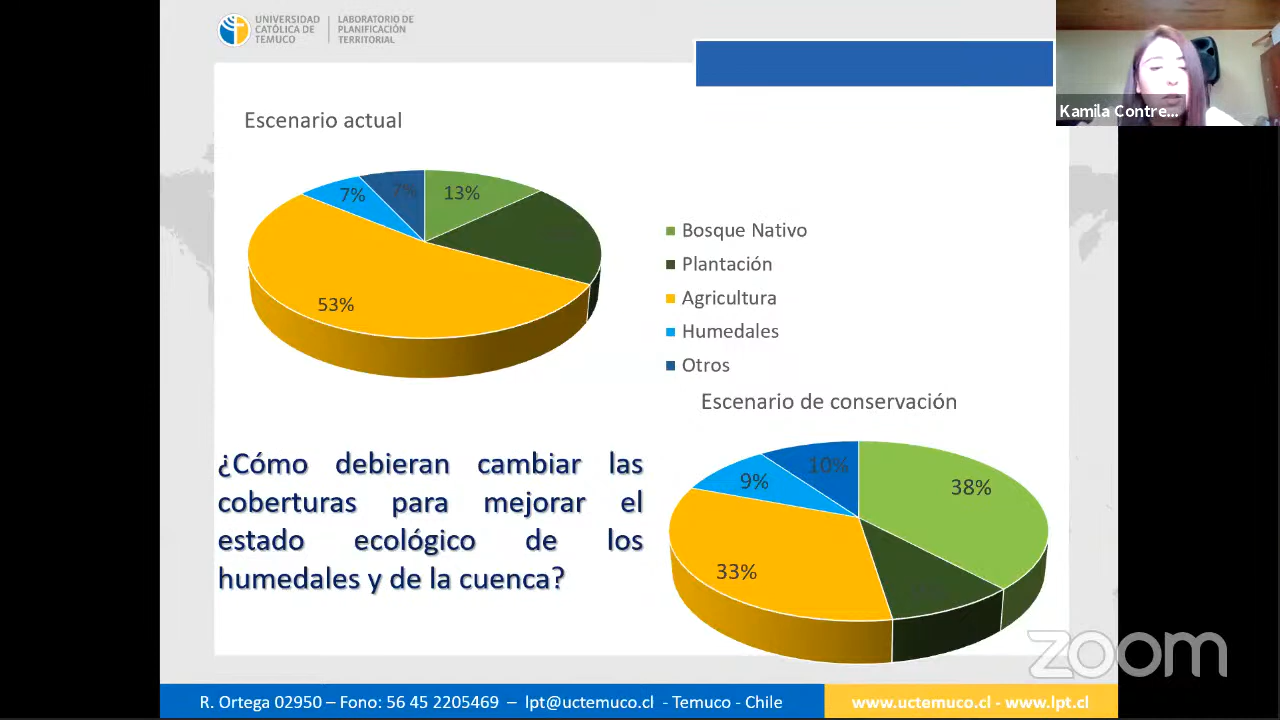 UNIVERSIDAD
CATÓLICA DE
TEMUCO
LABORATORIO DE
PLANIFICACIÓN
TERRITORIAL
Kamila Contre...
Escenario actual
7%
7%
13%
53%
Bosque Nativo
Plantación
Agricultura
Humedales
Otros
Escenario de conservación
10%
9%
38%
33%
¿Cómo debieran cambiar las
coberturas para mejorar el
estado ecológico de los
humedales y de la cuenca?
zoom
R. Ortega 02950 – Fono: 56 45 2205469 – lpt@uctemuco.cl - Temuco - Chile
www.uctemuco.cl - www.lpt.cl